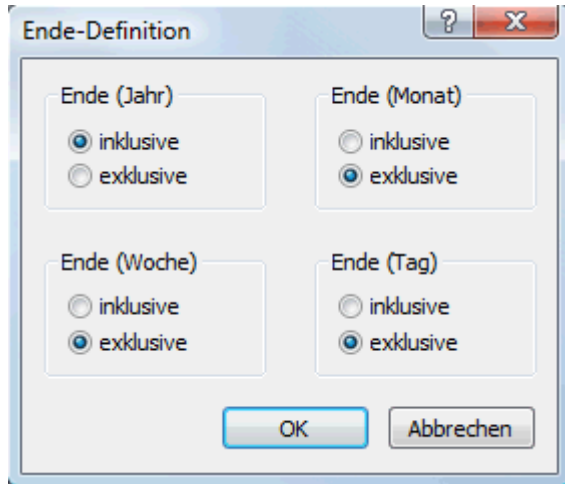 Ende-Definition
Ende (Jahr)
inklusive
exklusive
Ende (Monat)
inklusive
exklusive
Ende (Woche)
inklusive
exklusive
Ende (Tag)
inklusive
exklusive
OK
Abbrechen